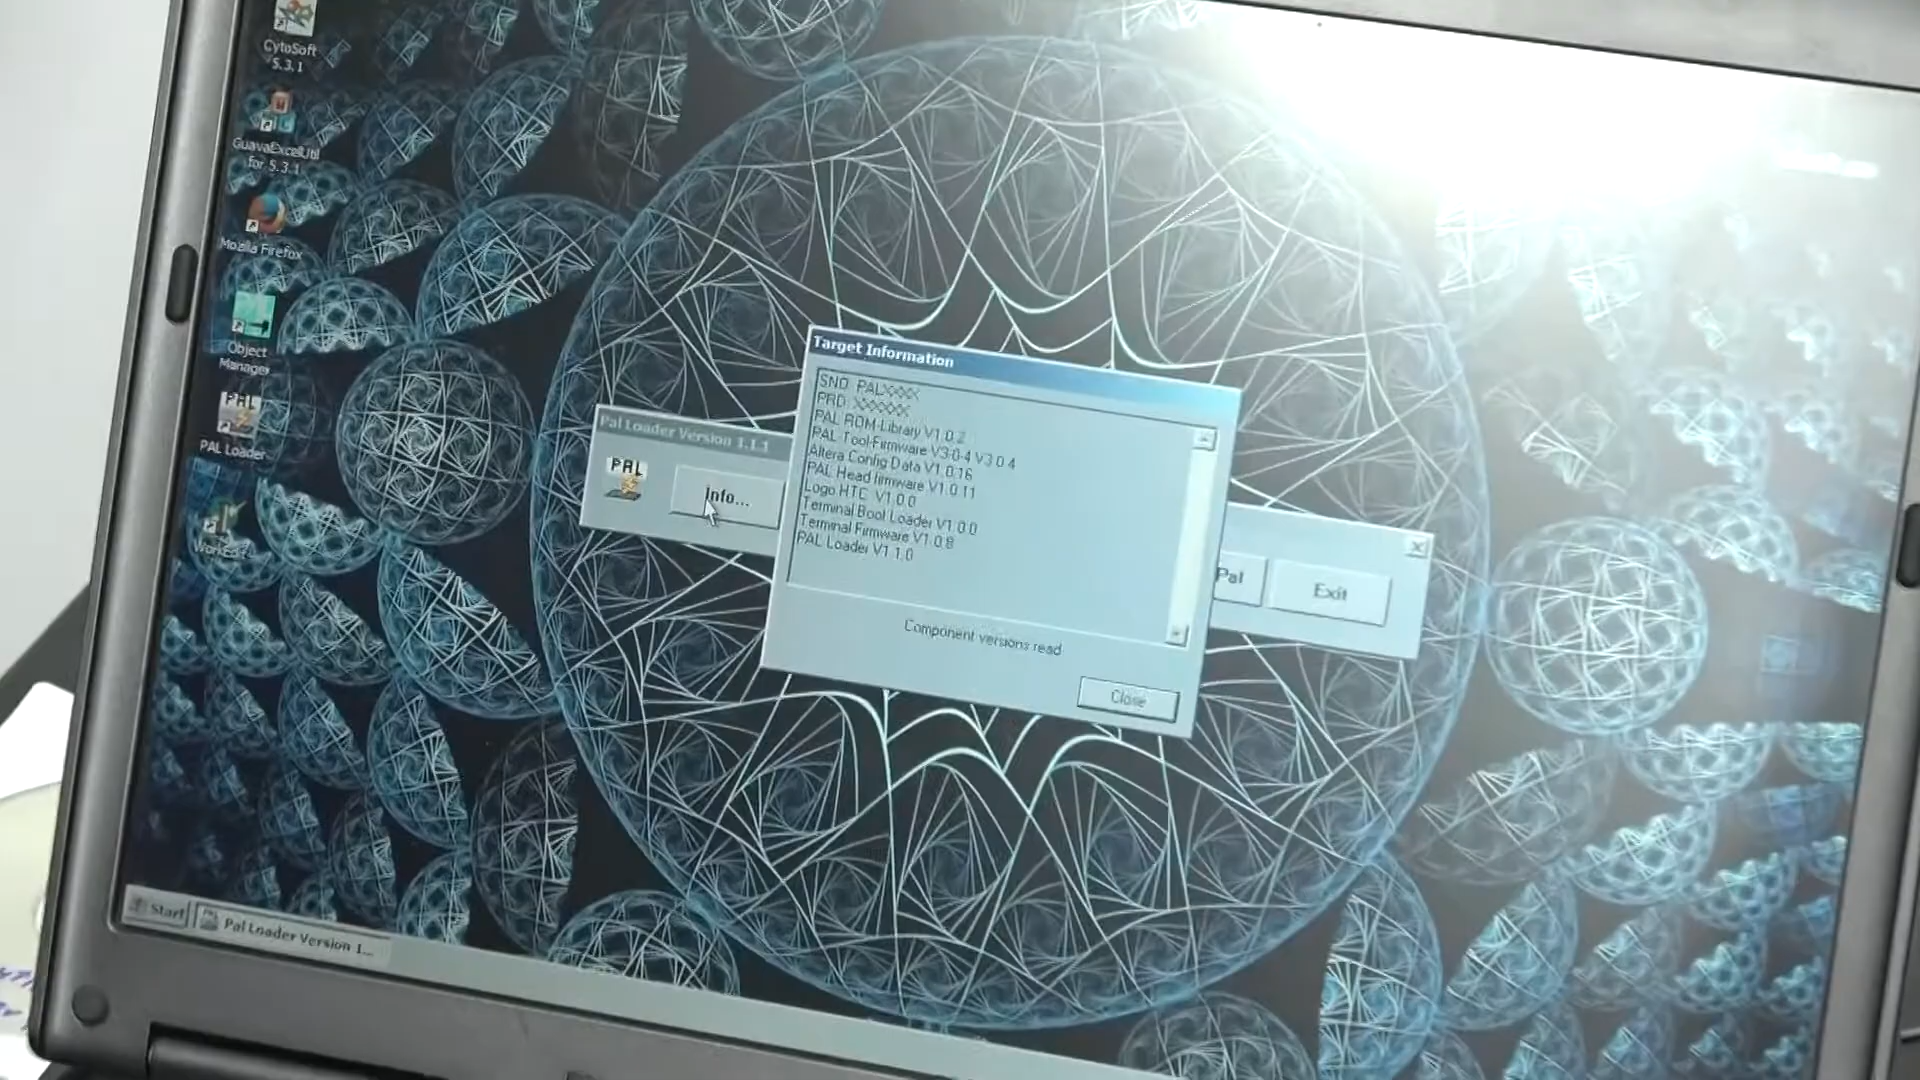 CytoSoft
5.3.1
GuavaExcelUtil
for 5.3.1
Mozilla Firefox
Object
Manager
PAL
PAL Loader
WorkEdit
Pal Loader Version 1.1.1
PAL
Info...
Pal
Exit
Target Information
SNO: PALXXXX
PRD: XXXXXX
PAL ROM-Library V1.0.2
PAL Tool-Firmware V3-0-4 V3.0.4
Altera Config Data V1.0.16
PAL Head firmware V1.0.11
Logo HTC V1.0.0
Terminal Boot Loader V1.0.0
Terminal Firmware V1.0.8
PAL Loader V1.1.0
Component versions read
Close
Start
Pal Loader Version 1...